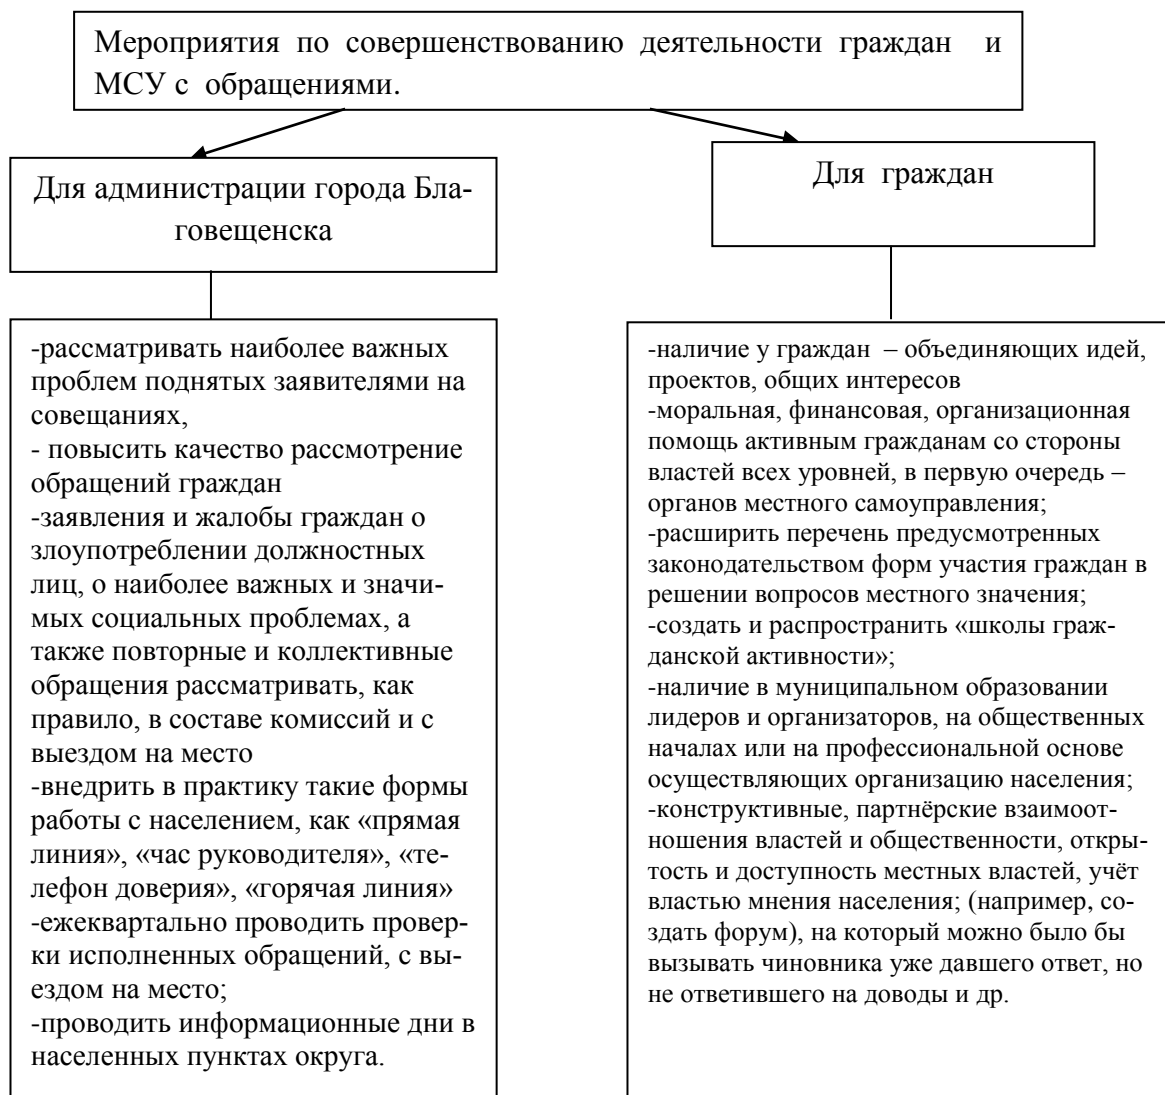 Мероприятия по совершенствованию деятельности граждан и
МСУ с обращениями.
Для администрации города Бла-
говещенска
Для граждан
-рассматривать наиболее важных
проблем поднятых заявителями на
совещаниях,
- повысить качество рассмотрение
обращений граждан
-заявления и жалобы граждан о
злоупотреблении должностных
лиц, о наиболее важных и значи-
мых социальных проблемах, а
также повторные и коллективные
обращения рассматривать, как
правило, в составе комиссий и с
выездом на место
-внедрить в практику такие формы
работы с населением, как «прямая
линия», «час руководителя», «те-
лефон доверия», «горячая линия»
-ежеквартально проводить провер-
ки исполненных обращений, с вы-
ездом на место;
-проводить информационные дни в
населенных пунктах округа.
-наличие у граждан – объединяющих идей,
проектов, общих интересов
-моральная, финансовая, организационная
помощь активным гражданам со стороны
властей всех уровней, в первую очередь –
органов местного самоуправления;
-расширить перечень предусмотренных
законодательством форм участия граждан в
решении вопросов местного значения;
-создать и распространить «школы граж-
данской активности»;
-наличие в муниципальном образовании
лидеров и организаторов, на общественных
началах или на профессиональной основе
осуществляющих организацию населения;
-конструктивные, партнёрские взаимоот-
ношения властей и общественности, откры-
тость и доступность местных властей, учёт
властью мнения населения; (например, со-
здать форум), на который можно было бы
вызывать чиновника уже давшего ответ, но
не ответившего на доводы и др.